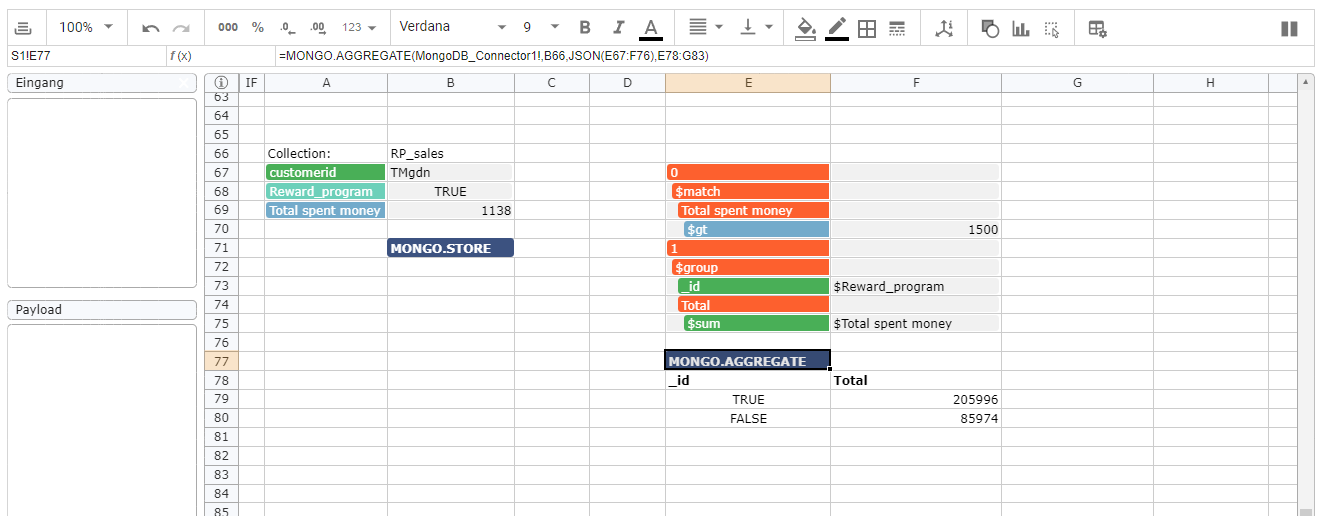 100% 000 % .0 .00 123 Verdana 9 B I A
S1!E77 f(x) =MONGO.AGGREGATE(MongoDB_Connector1!,B66,JSON(E67:F76),E78:G83)
Eingang
Payload
IF A B C D E F G H
63
64
65
66 Collection: RP_sales
67 customerid TMgdn 0
68 Reward_program TRUE $match
69 Total spent money 1138 Total spent money
70 $gt 1500
71 MONGO.STORE 1
72 $group
73 _id $Reward_program
74 Total
75 $sum $Total spent money
76
77 MONGO.AGGREGATE
78 _id Total
79 TRUE 205996
80 FALSE 85974
81
82
83
84
85